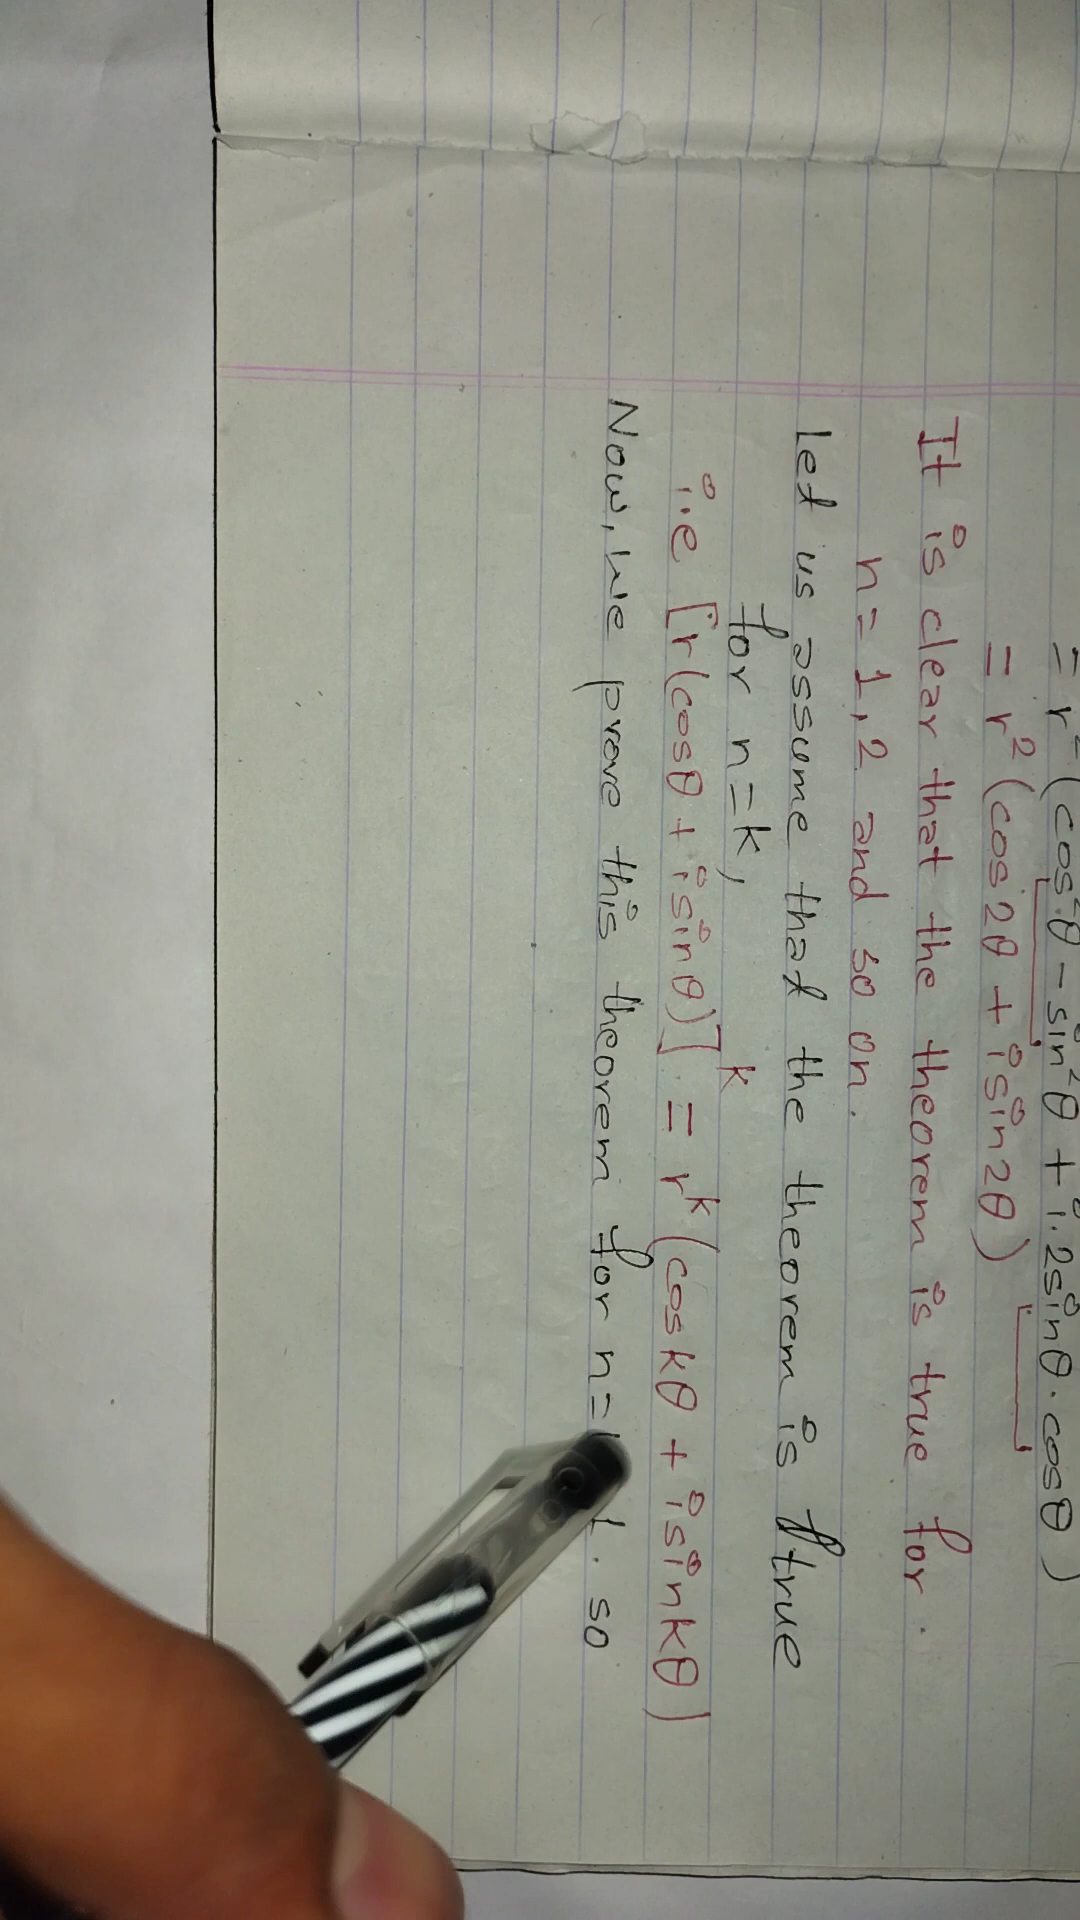 = r²(cos²θ - sin²θ + i.2sinθ.cosθ)
= r²(cos2θ + isin2θ)
It is clear that the theorem is true for
n = 1, 2 and so on.
let us assume that the theorem is true
for n = k,
i.e [r(cosθ + isinθ)]^k = r^k(coskθ + isinkθ)
Now, we prove this theorem for n = so